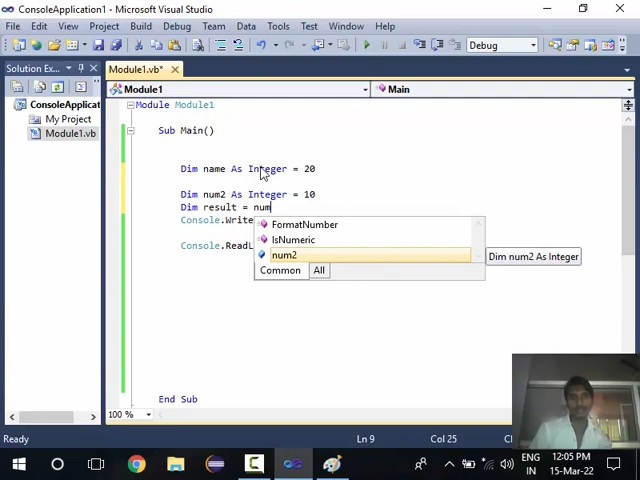 ConsoleApplication1 - Microsoft Visual Studio
File Edit View Project Build Debug Team Data Tools Test Window Help
Debug
Solution Ex...
Module1.vb*
Module1
Main
ConsoleApplicat
My Project
Module1.vb
Module Module1
Sub Main()
Dim name As Integer = 20
Dim num2 As Integer = 10
Dim result = num
Console.Write
FormatNumber
IsNumeric
Console.ReadL
num2
Dim num2 As Integer
Common All
End Sub
100 %
Ready
Ln 9
Col 25
ENG
IN
12:05 PM
15-Mar-22